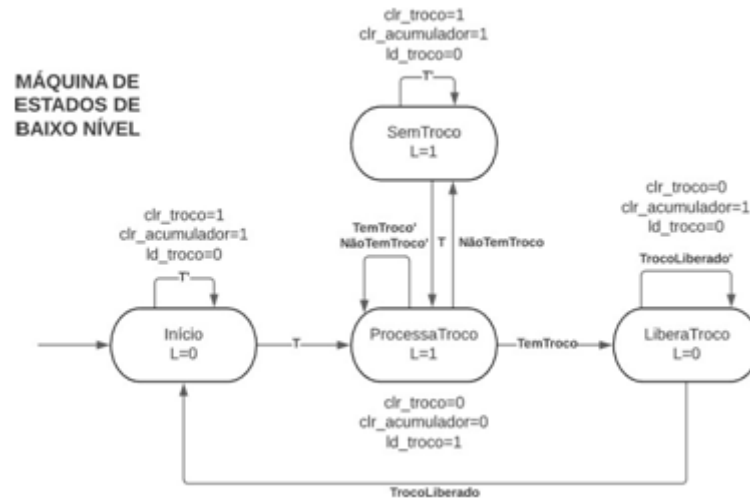 MÁQUINA DE
ESTADOS DE
BAIXO NÍVEL
clr_troco=1
clr_acumulador=1
ld_troco=0
T'
SemTroco
L=1
clr_troco=1
clr_acumulador=1
ld_troco=0
T'
Início
L=0
T
TemTroco'
NãoTemTroco'
T
NãoTemTroco
ProcessaTroco
L=1
clr_troco=0
clr_acumulador=0
ld_troco=1
TemTroco
clr_troco=0
clr_acumulador=1
ld_troco=0
TrocoLiberado'
LiberaTroco
L=0
TrocoLiberado